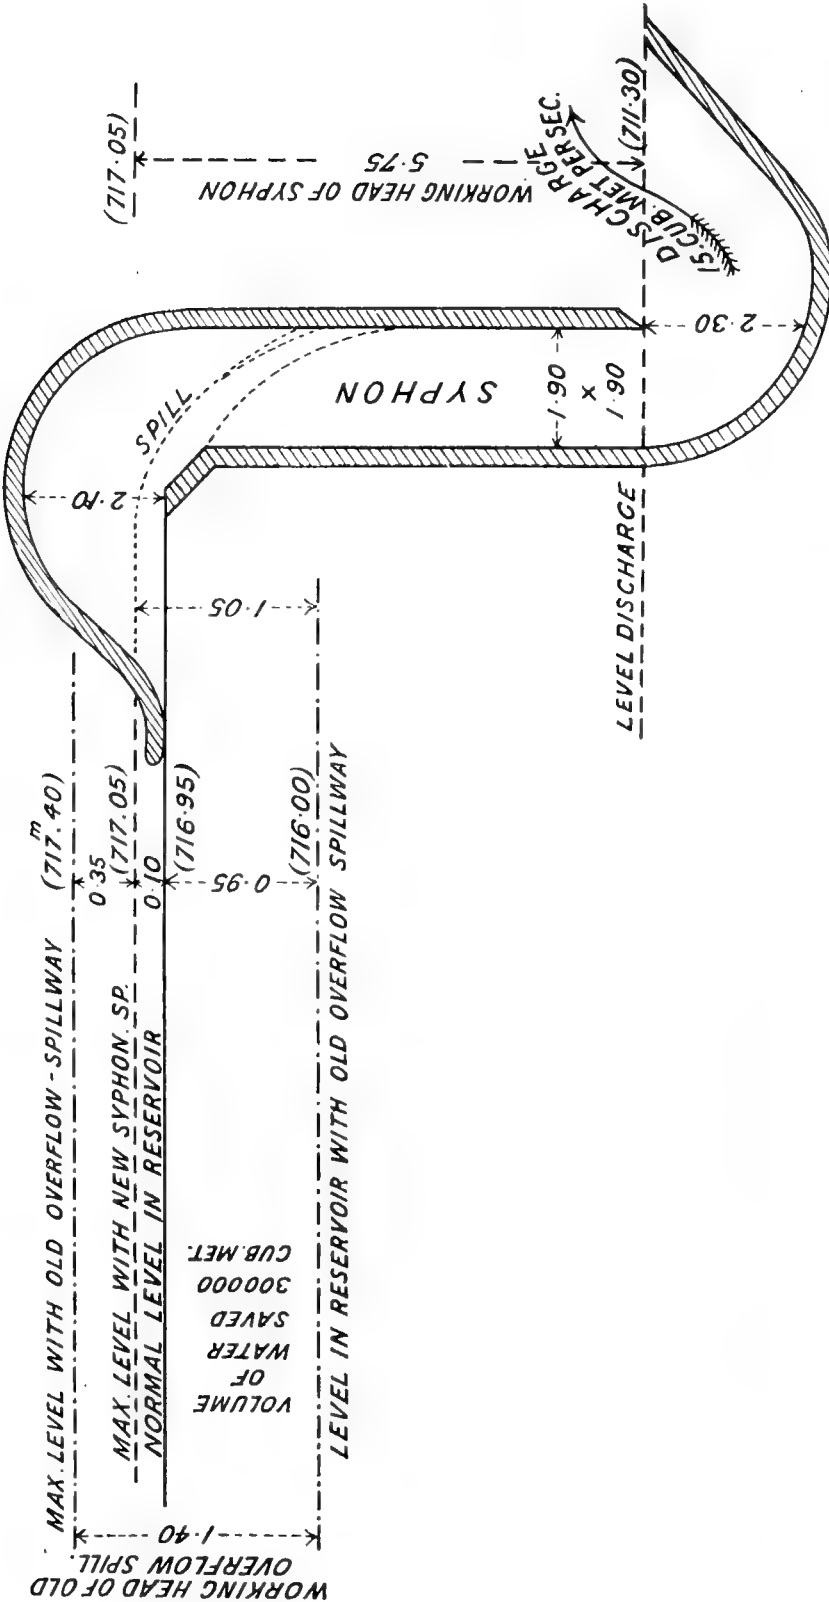 MAX. LEVEL WITH OLD OVERFLOW-SPILLWAY
m
(717.40)
0.35
MAX. LEVEL WITH NEW SYPHON. SP.
(717.05)
0.10
NORMAL LEVEL IN RESERVOIR
(716.95)
0.95
(716.00)
LEVEL IN RESERVOIR WITH OLD OVERFLOW SPILLWAY
VOLUME
OF
WATER
SAVED
300000
CUB. MET.
WORKING HEAD OF OLD
OVERFLOW SPILL.
1.40
2.10
SPILL
1.05
SYPHON
1.90
x
1.90
LEVEL DISCHARGE
(717.05)
WORKING HEAD OF SYPHON
5.75
DISCHARGE
15. CUB. MET PER SEC.
(711.30)
2.30